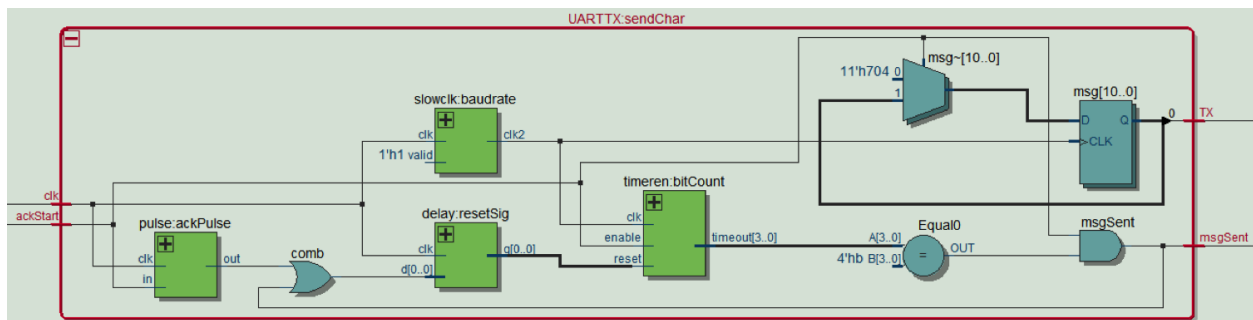 UARTTX:sendChar
msg~[10..0]
11'h704 0
1
msg[10..0]
D Q
CLK
0
TX
slowclk:baudrate
clk clk2
1'h1 valid
timeren:bitCount
clk
enable timeout[3..0]
reset
clk
ackStart
pulse:ackPulse
clk out
in
comb
delay:resetSig
clk q[0..0]
d[0..0]
Equal0
A[3..0] OUT
=
4'hb B[3..0]
msgSent
msgSent